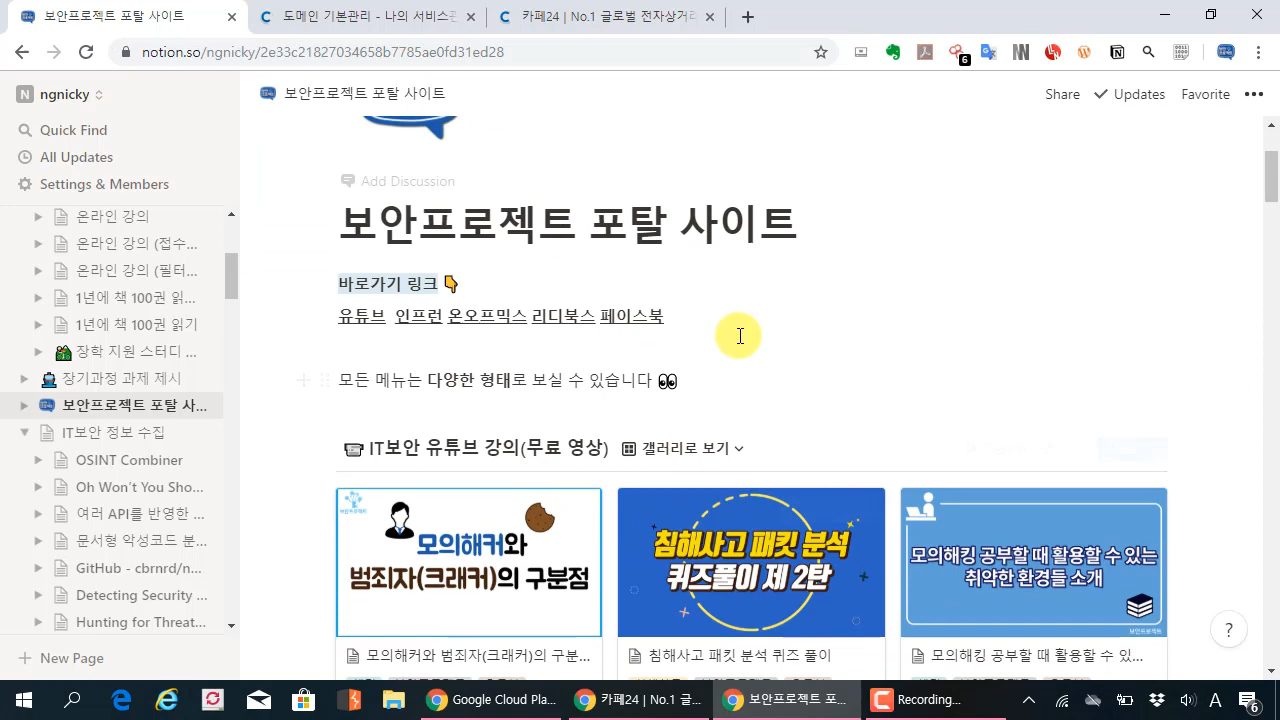 보안프로젝트 포탈 사이트
도메인 기본관리 - 나의 서비스관
카페24 | No.1 글로벌 전자상거래
notion.so/ngnicky/2e33c21827034658b7785ae0fd31ed28
6
N ngnicky
보안프로젝트 포탈 사이트
Share
Updates
Favorite
Quick Find
All Updates
Settings & Members
온라인 강의
온라인 강의 (접수...
온라인 강의 (필터...
1년에 책 100권 읽...
1년에 책 100권 읽기
장학 지원 스터디 ...
장기과정 과제 제시
보안프로젝트 포탈 사...
IT보안 정보 수집
OSINT Combiner
Oh Won't You Sho...
여러 API를 반영한 ...
문서형 악성코드 분...
GitHub - cbrnrd/n...
Detecting Security ...
Hunting for Threat...
New Page
Add Discussion
보안프로젝트 포탈 사이트
바로가기 링크
유튜브 인프런 온오프믹스 리디북스 페이스북
모든 메뉴는 다양한 형태로 보실 수 있습니다
IT보안 유튜브 강의(무료 영상)
갤러리로 보기
보안프로젝트
모의해커와
범죄자(크래커)의 구분점
침해사고 패킷 분석
퀴즈풀이 제 2탄
모의해킹 공부할 때 활용할 수 있는
취약한 환경들 소개
보안프로젝트
모의해커와 범죄자(크래커)의 구분...
침해사고 패킷 분석 퀴즈 풀이
모의해킹 공부할 때 활용할 수 있...
?
Google Cloud Pla...
카페24 | No.1 글...
보안프로젝트 포...
Recording...
A
6